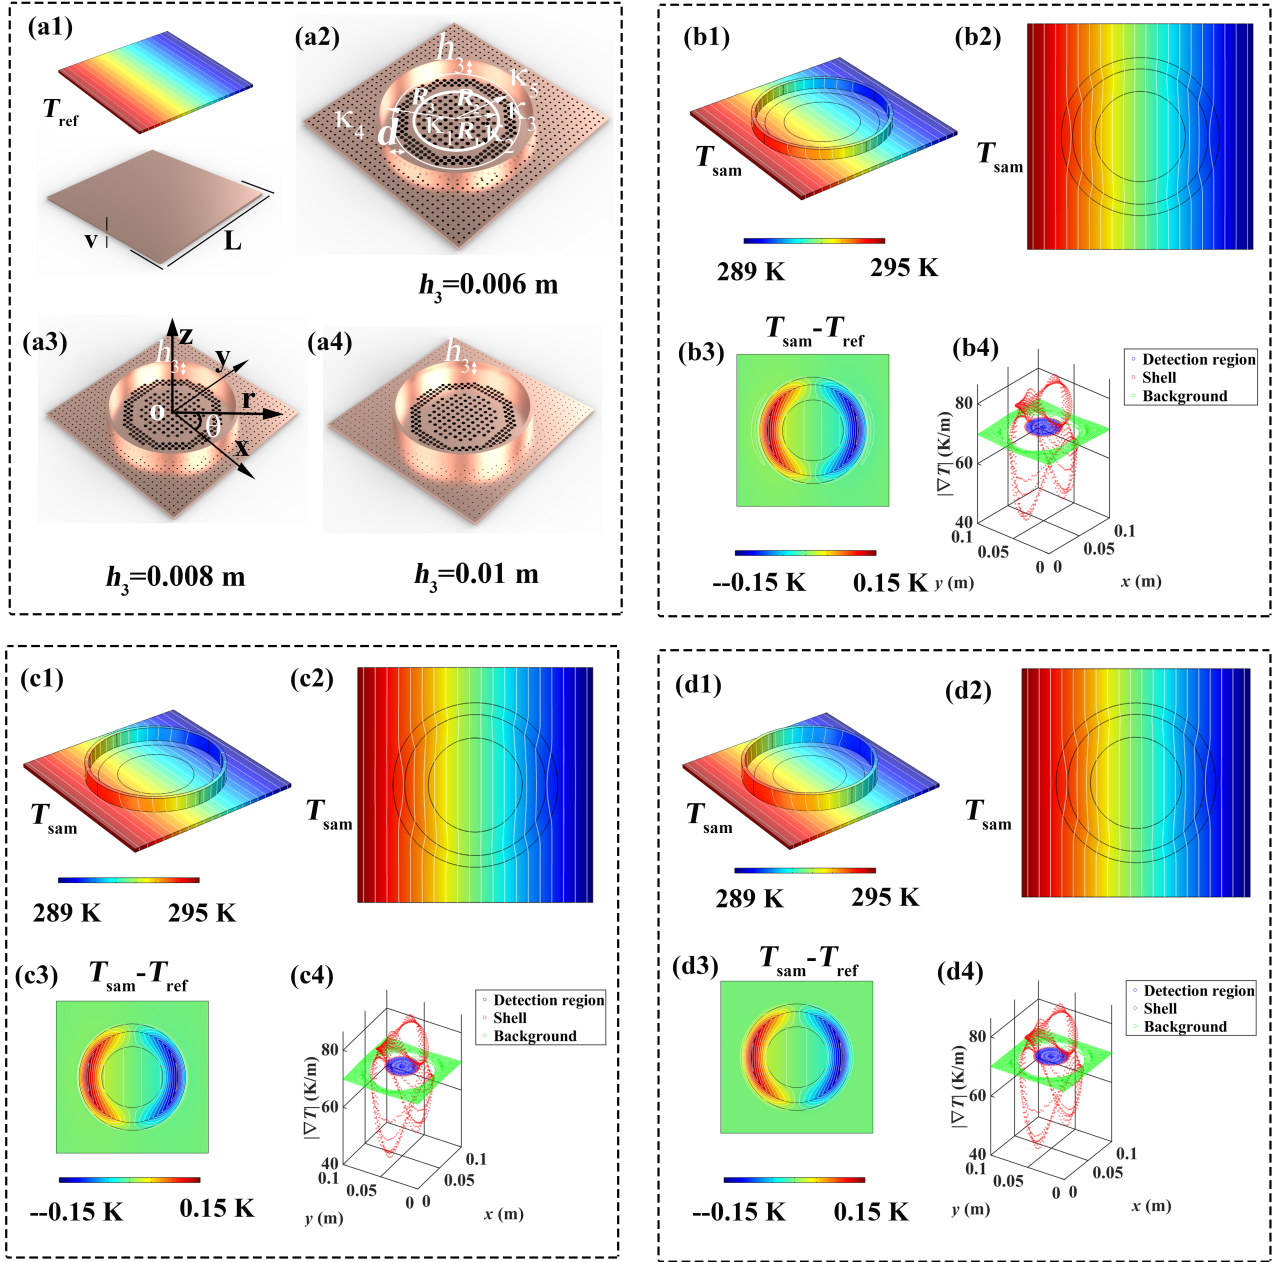 (a1)
T_ref
v
L
(a2)
h_3
R
R
κ_3
κ_4
κ_1
R_1
κ
d
h_3=0.006 m
(a3)
h_3
z
y
o
r
θ
x
h_3=0.008 m
(a4)
h_3
h_3=0.01 m
(b1)
T_sam
289 K
295 K
(b2)
T_sam
(b3)
T_sam-T_ref
--0.15 K
0.15 K
(b4)
Detection region
Shell
Background
|∇T| (K/m)
80
60
40
0.1
0.05
0
0
0.05
0.1
y (m)
x (m)
(c1)
T_sam
289 K
295 K
(c2)
T_sam
(c3)
T_sam-T_ref
--0.15 K
0.15 K
(c4)
Detection region
Shell
Background
|∇T| (K/m)
80
60
40
0.1
0.05
0
0
0.05
0.1
y (m)
x (m)
(d1)
T_sam
289 K
295 K
(d2)
T_sam
(d3)
T_sam-T_ref
--0.15 K
0.15 K
(d4)
Detection region
Shell
Background
|∇T| (K/m)
80
60
40
0.1
0.05
0
0
0.05
0.1
y (m)
x (m)